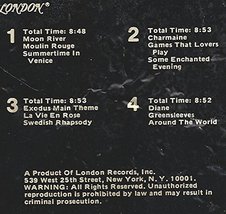 LONDON®
1 Total Time: 8:48
Moon River
Moulin Rouge
Summertime In
Venice
2 Total Time: 8:53
Charmaine
Games That Lovers
Play
Some Enchanted
Evening
3 Total Time: 8:53
Exodus Main Theme
La Vie En Rose
Swedish Rhapsody
4 Total Time: 8:52
Diane
Greensleeves
Around The World
A Product Of London Records, Inc.
539 West 25th Street, New York, N. Y. 10001.
WARNING: All Rights Reserved. Unauthorized
reproduction is prohibited by law and may result in
criminal prosecution.